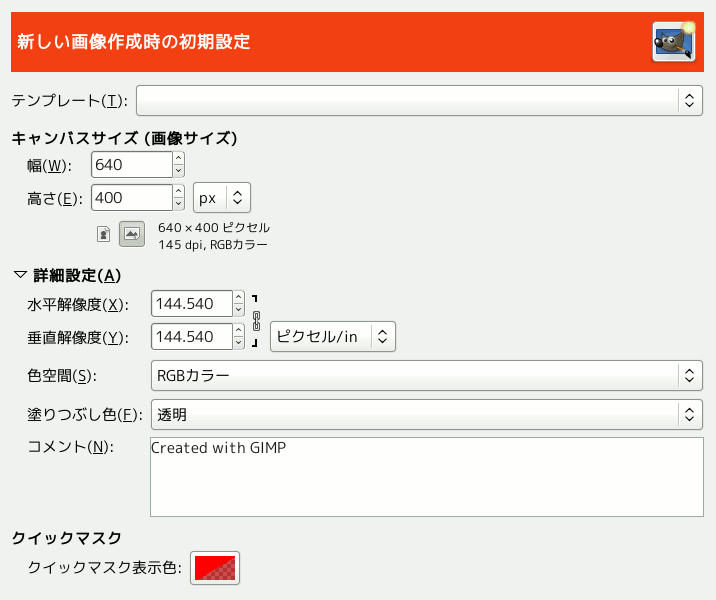 新しい画像作成時の初期設定
テンプレート(T):
キャンバスサイズ (画像サイズ)
幅(W): 640
高さ(E): 400 px
640 × 400 ピクセル
145 dpi, RGBカラー
詳細設定(A)
水平解像度(X): 144.540
垂直解像度(Y): 144.540 ピクセル/in
色空間(S): RGBカラー
塗りつぶし色(F): 透明
コメント(N): Created with GIMP
クイックマスク
クイックマスク表示色: